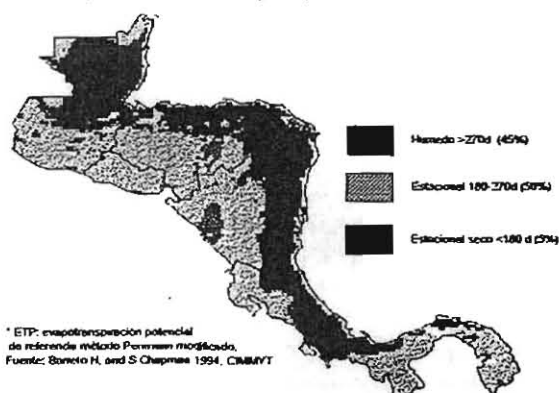 Humedo >270d (45%)
Estacional 180-270d (50%)
Estacional seco <180 d (5%)
* ETP: evapotranspiración potencial
de referencia método Penmann modificado,
Fuente: Barreto H, and S Chapman 1994, CIMMYT